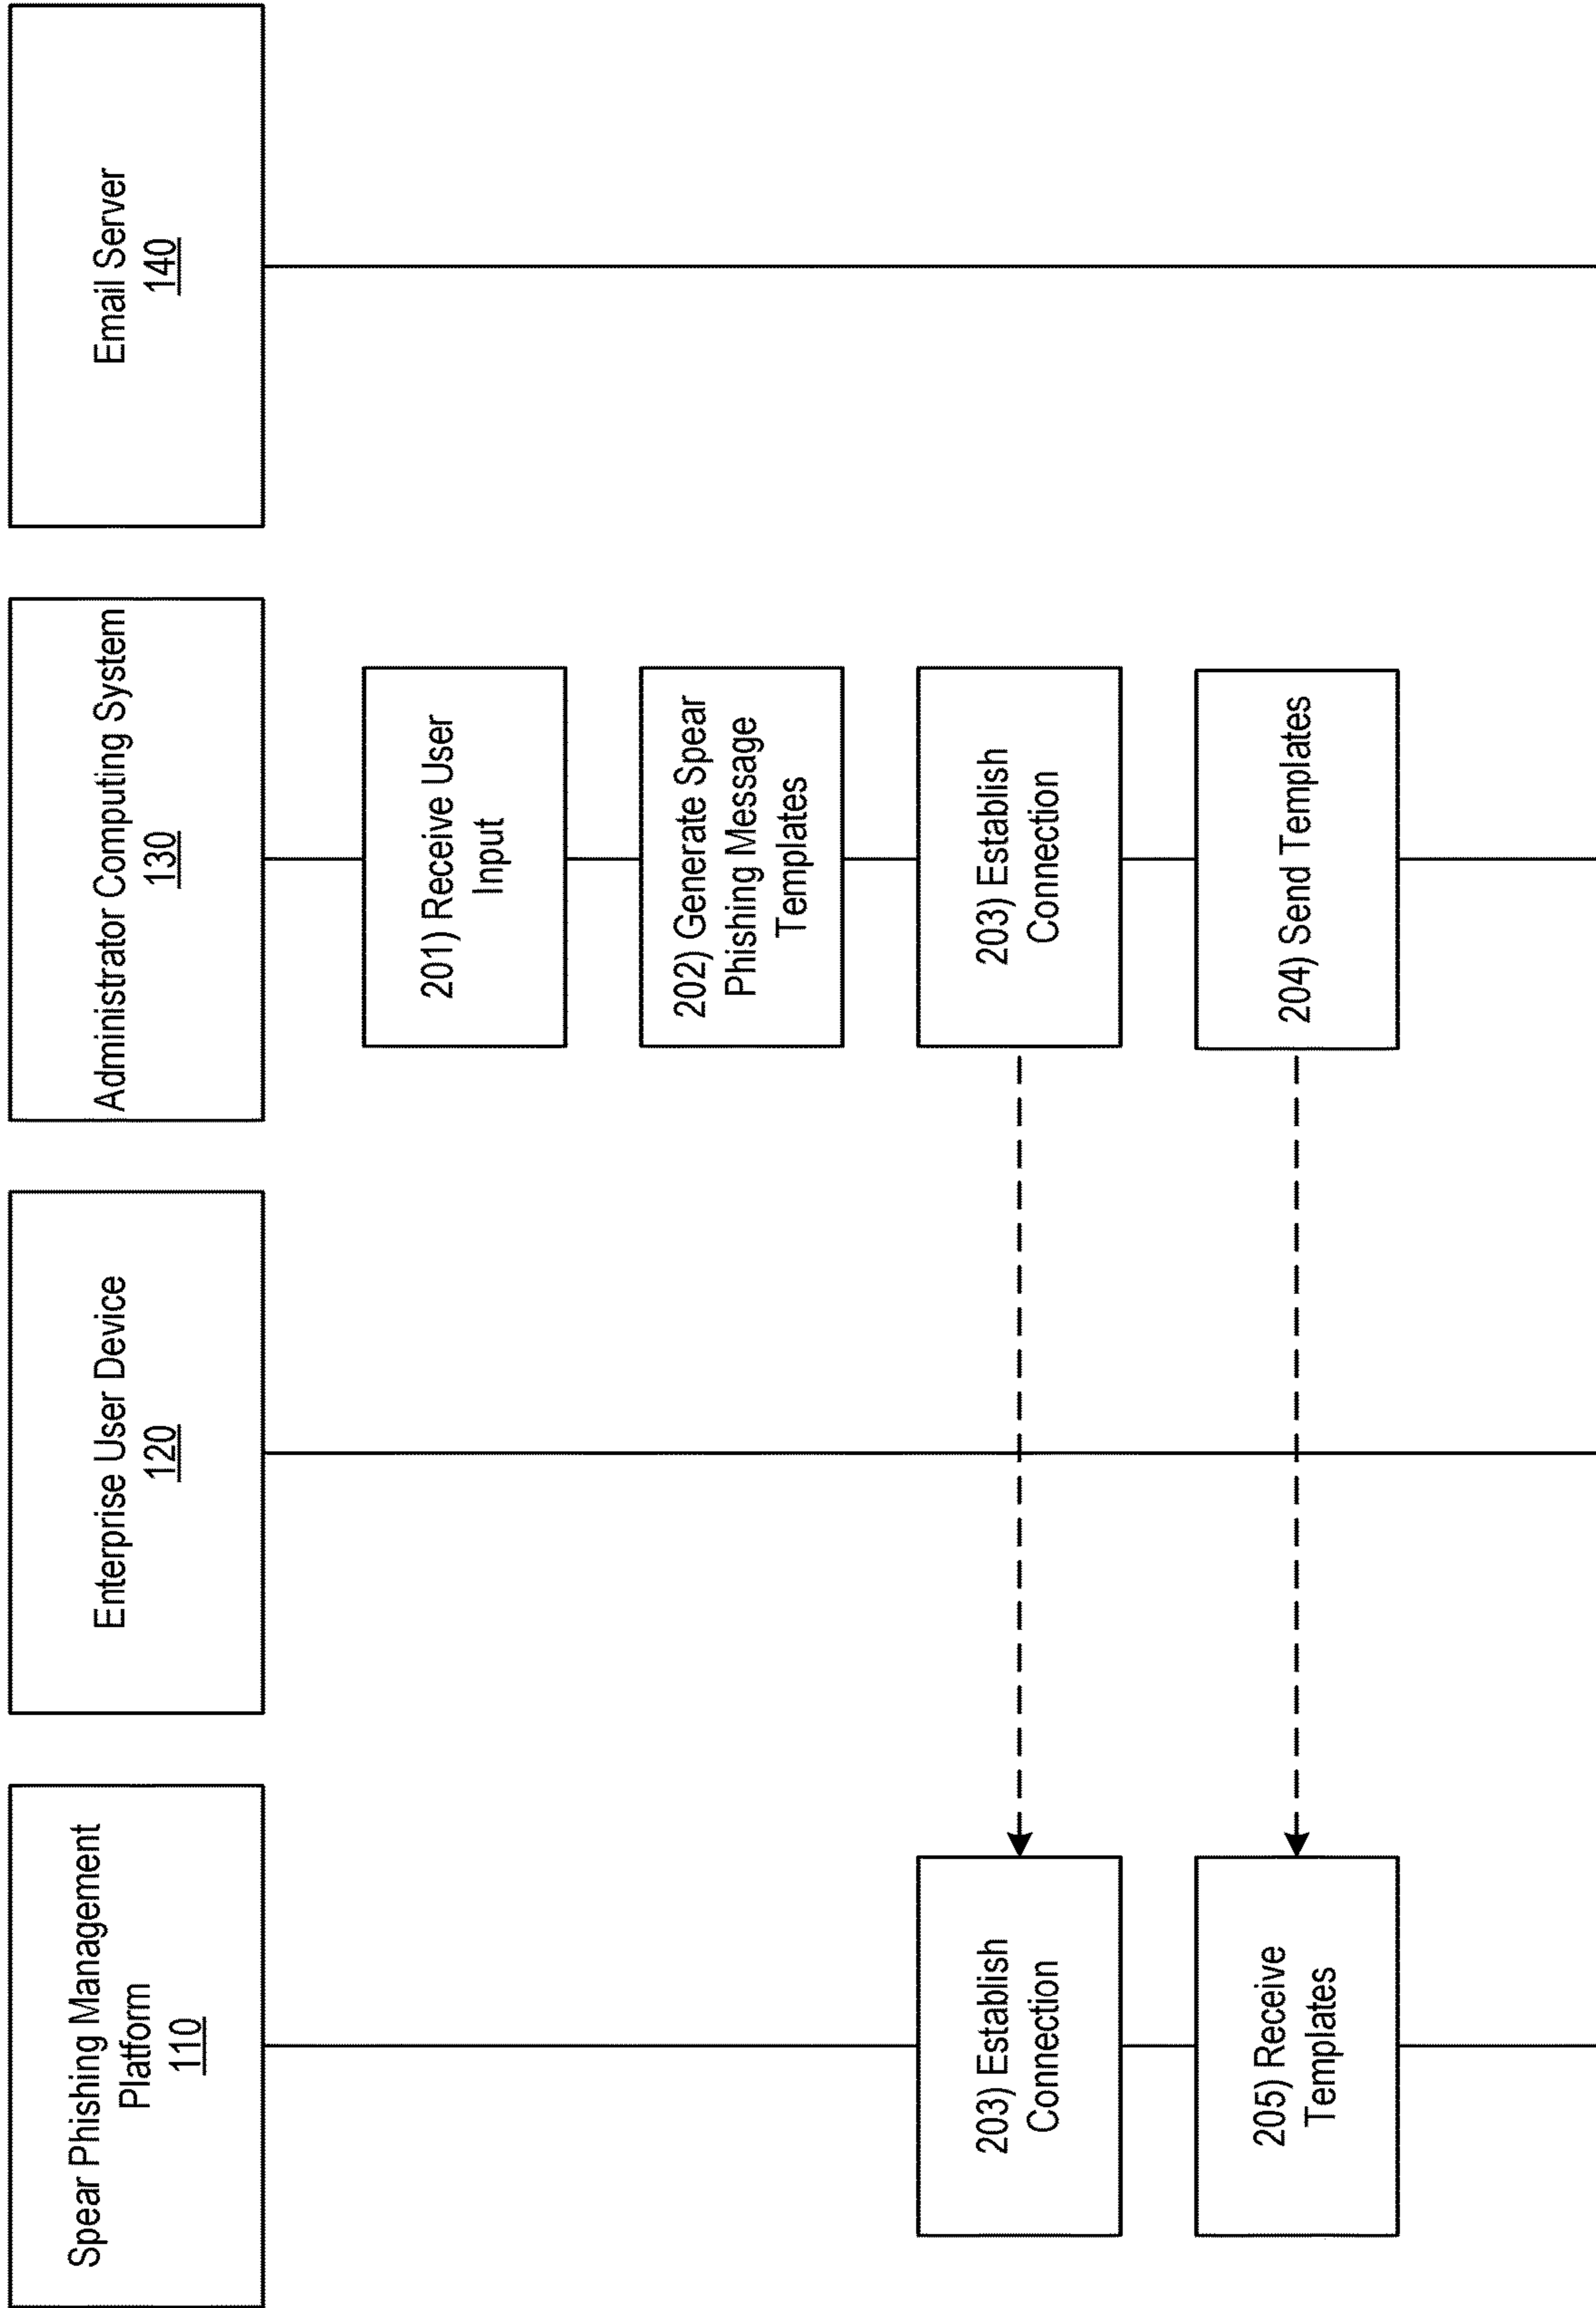 Spear Phishing Management
Platform
110
Enterprise User Device
120
Administrator Computing System
130
Email Server
140
201) Receive User
Input
202) Generate Spear
Phishing Message
Templates
203) Establish
Connection
203) Establish
Connection
205) Receive
Templates
204) Send Templates